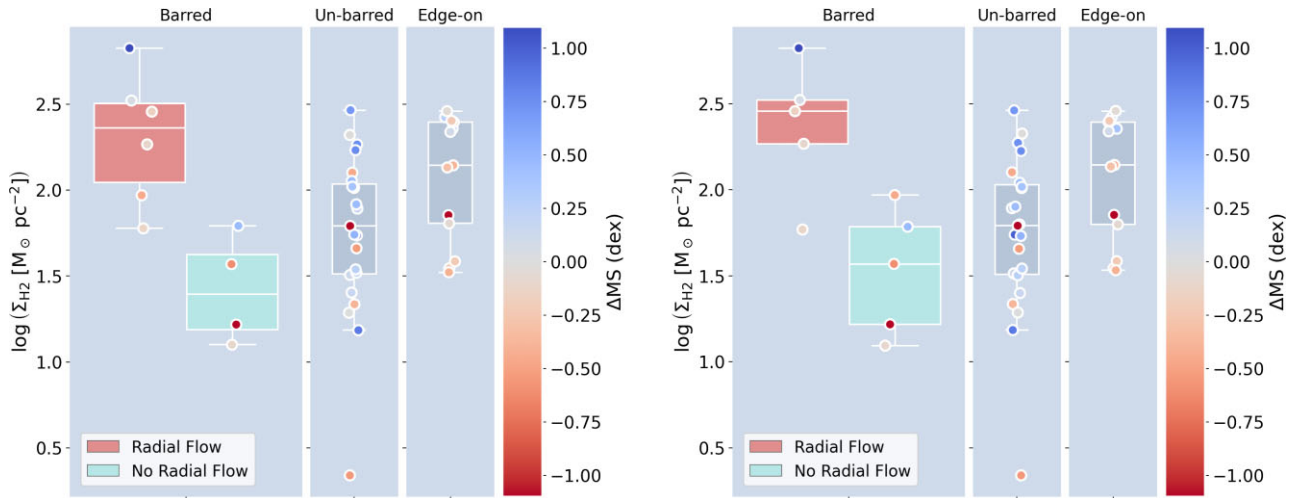 Barred Un-barred Edge-on
log (Σ_H2 [M_⊙ pc⁻²])
2.5
2.0
1.5
1.0
0.5
Radial Flow
No Radial Flow
1.00
0.75
0.50
0.25
0.00
−0.25
−0.50
−0.75
−1.00
ΔMS (dex)
Barred Un-barred Edge-on
log (Σ_H2 [M_⊙ pc⁻²])
2.5
2.0
1.5
1.0
0.5
Radial Flow
No Radial Flow
1.00
0.75
0.50
0.25
0.00
−0.25
−0.50
−0.75
−1.00
ΔMS (dex)